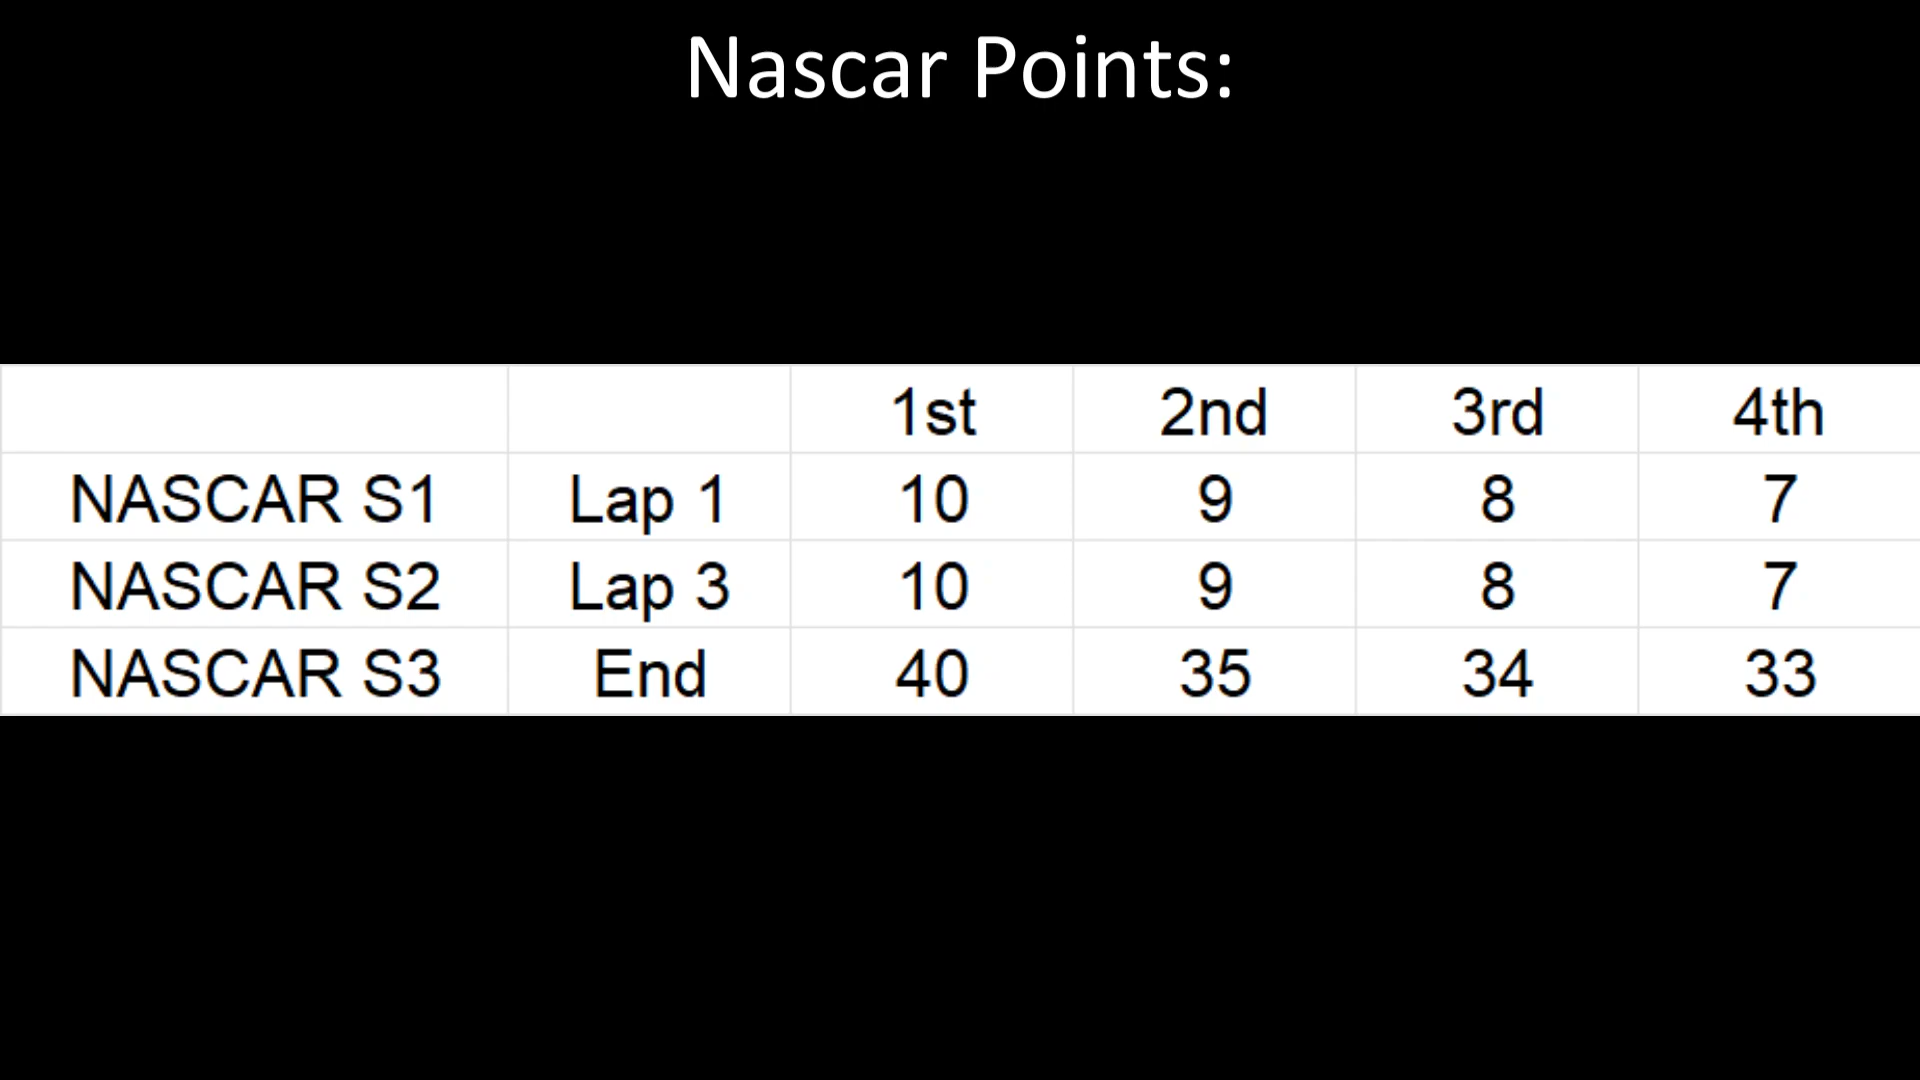 Nascar Points:
1st 2nd 3rd 4th
NASCAR S1 Lap 1 10 9 8 7
NASCAR S2 Lap 3 10 9 8 7
NASCAR S3 End 40 35 34 33